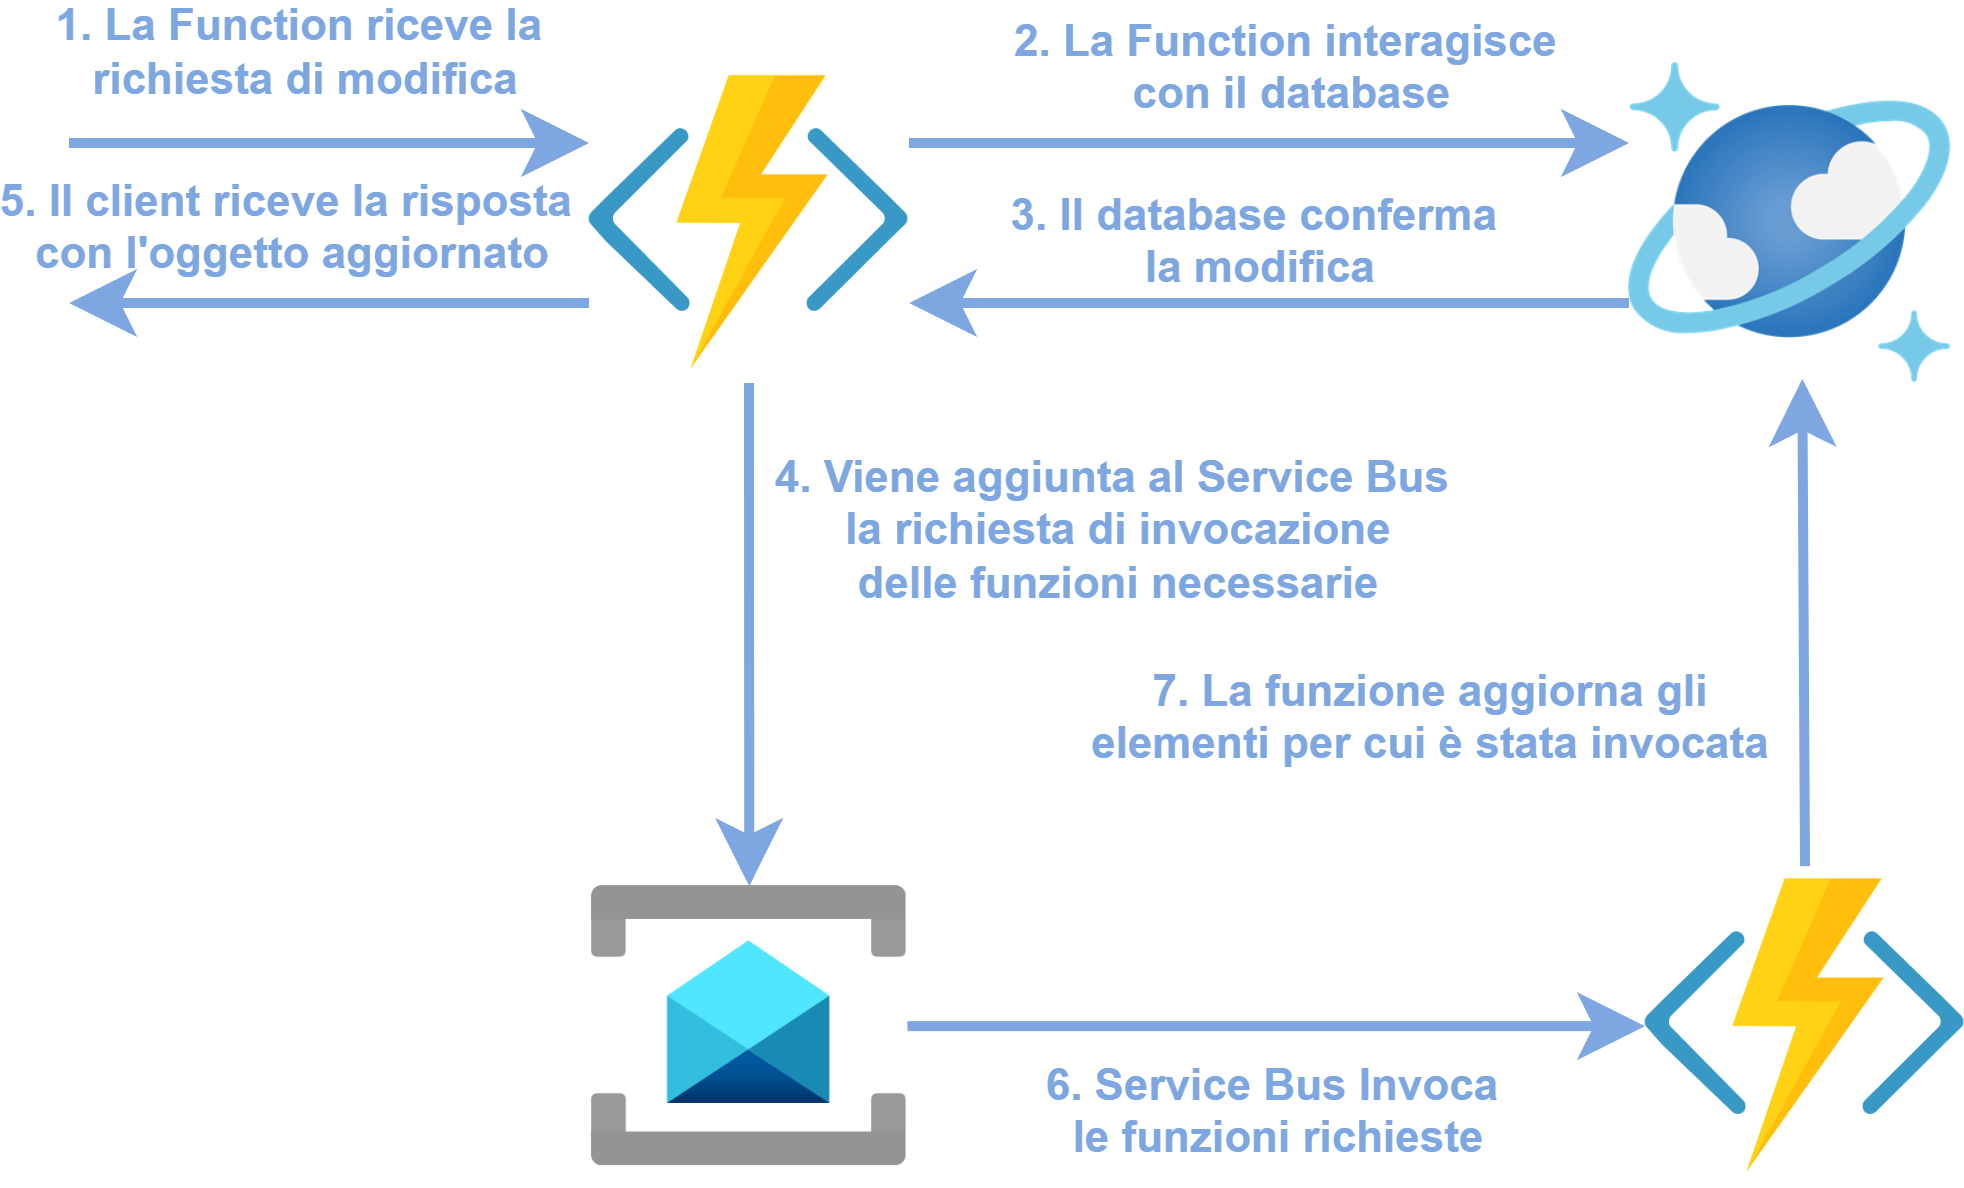 1. La Function riceve la
richiesta di modifica
2. La Function interagisce
con il database
5. Il client riceve la risposta
con l'oggetto aggiornato
3. Il database conferma
la modifica
4. Viene aggiunta al Service Bus
la richiesta di invocazione
delle funzioni necessarie
7. La funzione aggiorna gli
elementi per cui è stata invocata
6. Service Bus Invoca
le funzioni richieste